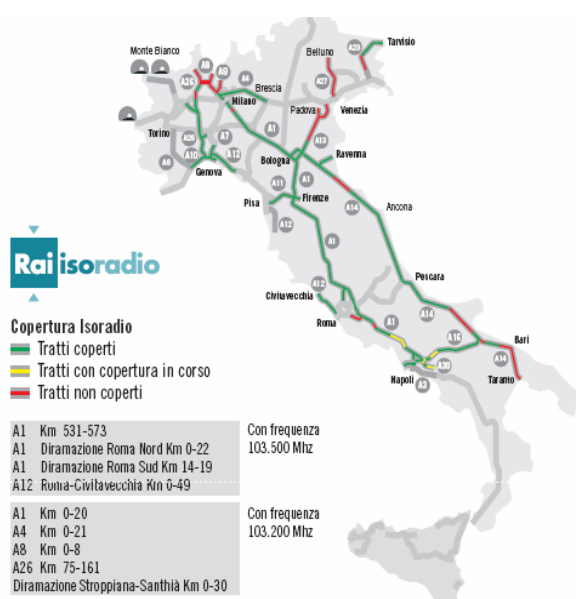 Tarvisio
A23
Monte Bianco
Belluno
A8
A9
A26
A4
A27
Brescia
Milano
Padova
Venezia
Torino
A26
A7
A1
A13
A10
A12
A6
Genova
Bologna
Ravenna
A11
A1
Pisa
Firenze
A14
Ancona
A12
A1
Rai isoradio
Pescara
A12
Civitavecchia
Copertura Isoradio
Roma
A1
A14
Tratti coperti
A16
Bari
Tratti con copertura in corso
A30
A14
Tratti non coperti
Napoli
A3
Taranto
A1 Km 531-573
Con frequenza
A1 Diramazione Roma Nord Km 0-22
103.500 Mhz
A1 Diramazione Roma Sud Km 14-19
A12 Roma-Civitavecchia Km 0-49
A1 Km 0-20
Con frequenza
A4 Km 0-21
103.200 Mhz
A8 Km 0-8
A26 Km 75-161
Diramazione Stroppiana-Santhià Km 0-30